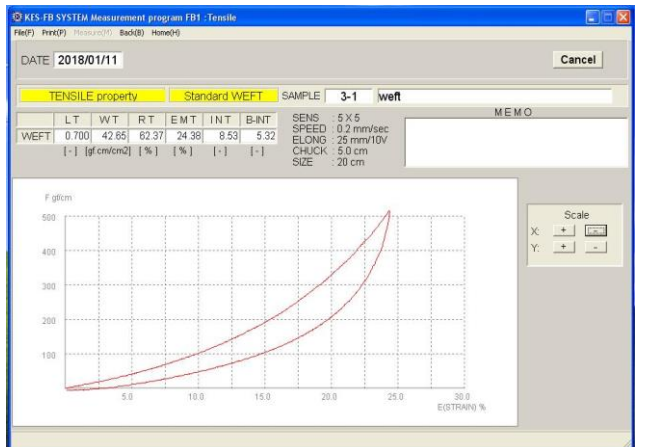 KES-FB SYSTEM Measurement program FB1 :Tensile
File(F) Print(P) Measure(M) Back(B) Home(H)
DATE 2018/01/11 Cancel
TENSILE property Standard WEFT SAMPLE 3-1 weft
LT WT RT EMT INT B-INT
WEFT 0.700 42.65 62.37 24.38 8.53 5.32
[-] [gf.cm/cm2] [%] [%] [-] [-]
SENS : 5 X 5
SPEED : 0.2 mm/sec
ELONG : 25 mm/10V
CHUCK : 5.0 cm
SIZE : 20 cm
MEMO
F gf/cm
500
400
300
200
100
5.0 10.0 15.0 20.0 25.0 30.0
E(STRAIN) %
Scale
X: + -
Y: + -